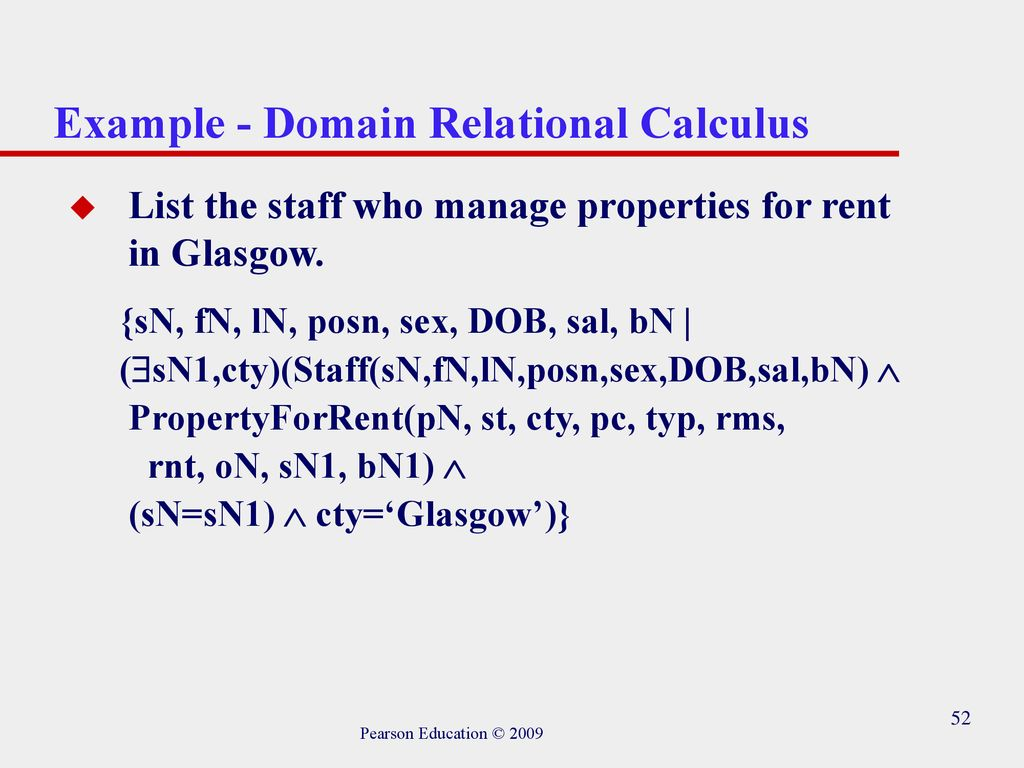 Example - Domain Relational Calculus
List the staff who manage properties for rent
in Glasgow.
{sN, fN, lN, posn, sex, DOB, sal, bN |
(∃sN1,cty)(Staff(sN,fN,lN,posn,sex,DOB,sal,bN) ∧
PropertyForRent(pN, st, cty, pc, typ, rms,
rnt, oN, sN1, bN1) ∧
(sN=sN1) ∧ cty=‘Glasgow’)}
52
Pearson Education © 2009